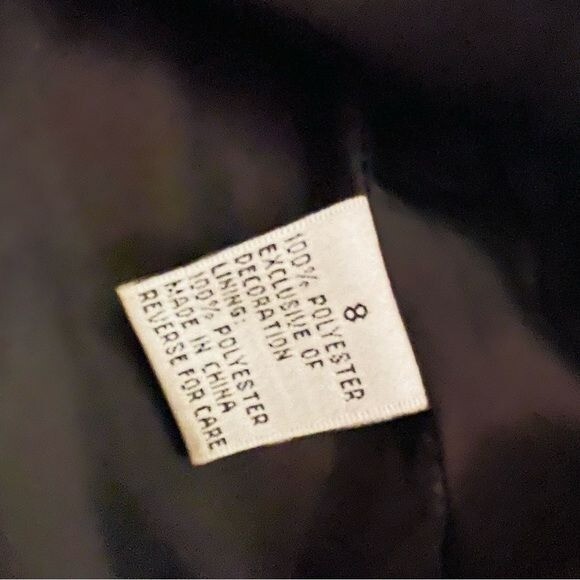 8
100% POLYESTER
EXCLUSIVE OF
DECORATION
LINING:
100% POLYESTER
MADE IN CHINA
REVERSE FOR CARE